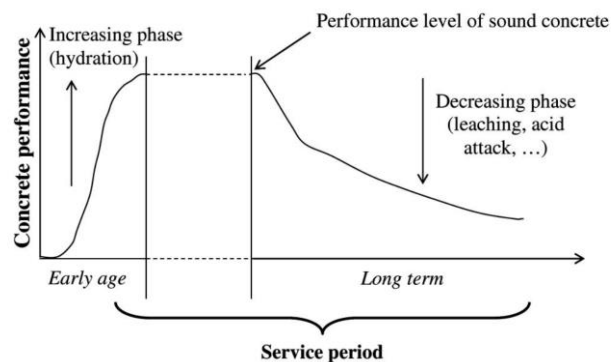 Performance level of sound concrete
Increasing phase
(hydration)
Decreasing phase
(leaching, acid
attack, …)
Concrete performance
Early age
Long term
Service period